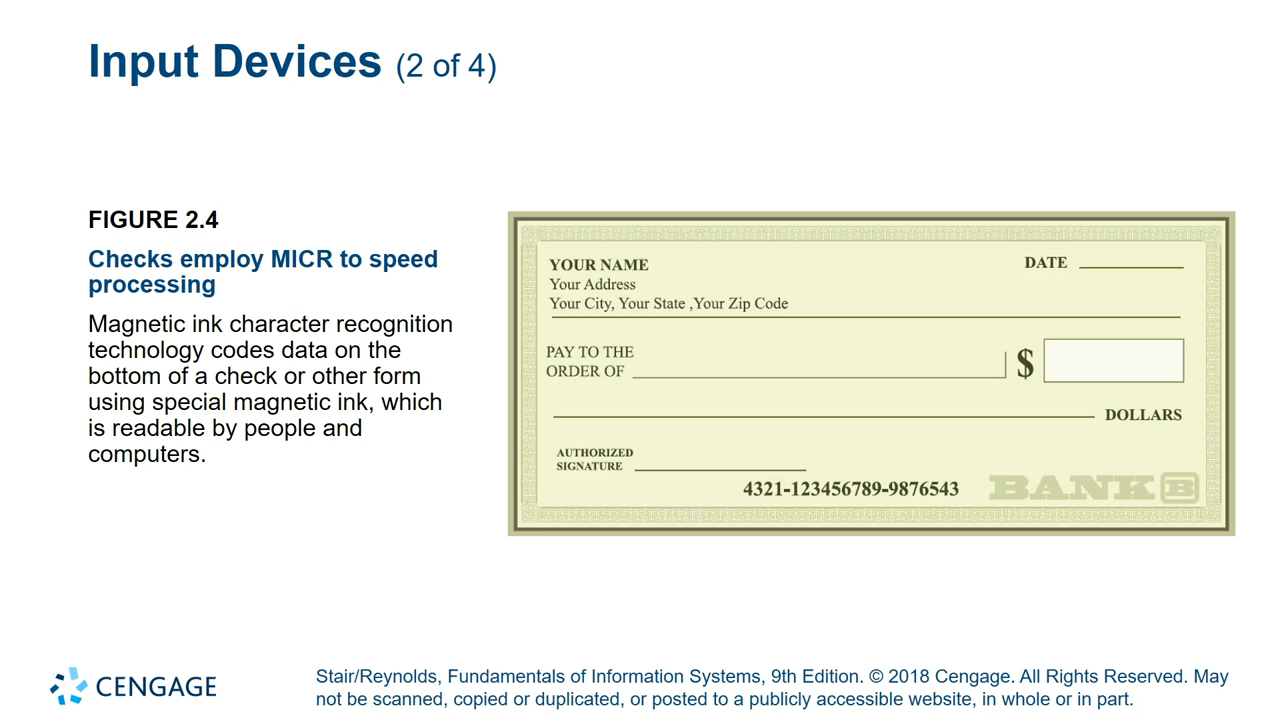 Input Devices (2 of 4)
FIGURE 2.4
Checks employ MICR to speed
processing
Magnetic ink character recognition
technology codes data on the
bottom of a check or other form
using special magnetic ink, which
is readable by people and
computers.
YOUR NAME
DATE
Your Address
Your City, Your State ,Your Zip Code
PAY TO THE
ORDER OF
$
DOLLARS
AUTHORIZED
SIGNATURE
4321-123456789-9876543
BANK B
CENGAGE
Stair/Reynolds, Fundamentals of Information Systems, 9th Edition. © 2018 Cengage. All Rights Reserved. May
not be scanned, copied or duplicated, or posted to a publicly accessible website, in whole or in part.